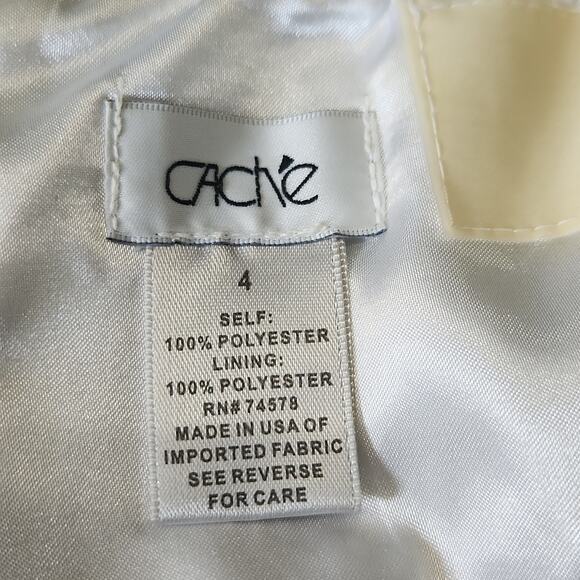 CAché
4
SELF:
100% POLYESTER
LINING:
100% POLYESTER
RN# 74578
MADE IN USA OF
IMPORTED FABRIC
SEE REVERSE
FOR CARE